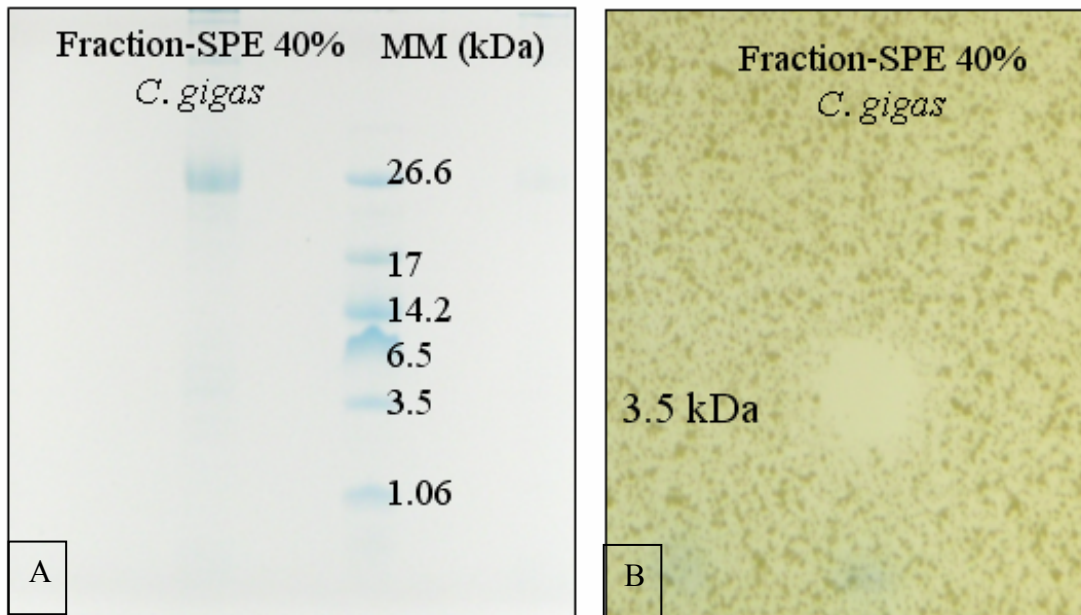 Fraction-SPE 40%
C. gigas
MM (kDa)
26.6
17
14.2
6.5
3.5
1.06
A
Fraction-SPE 40%
C. gigas
3.5 kDa
B